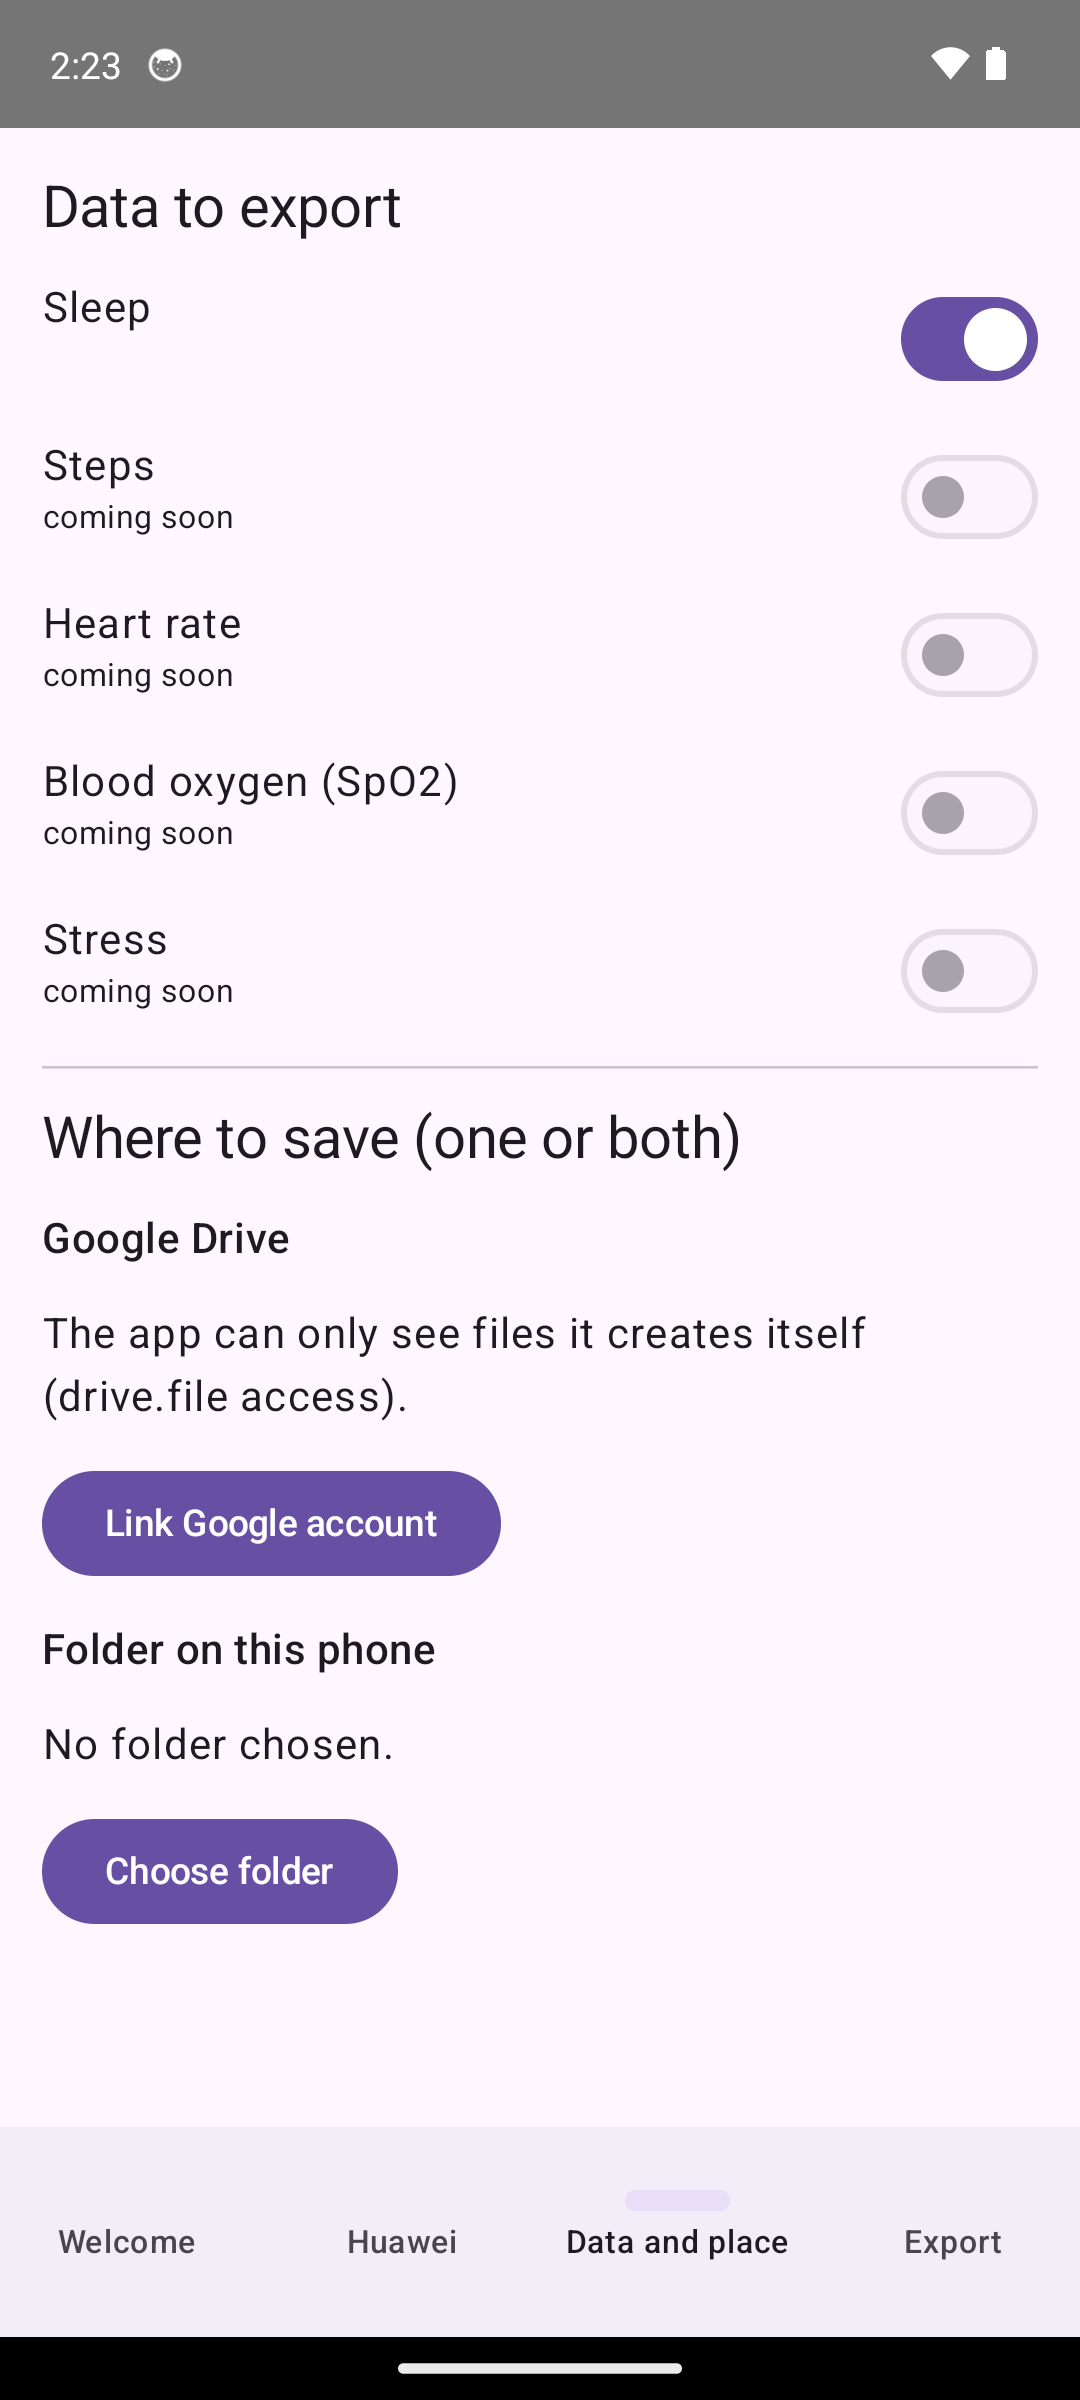 2:23
Data to export
Sleep
Steps
coming soon
Heart rate
coming soon
Blood oxygen (SpO2)
coming soon
Stress
coming soon
Where to save (one or both)
Google Drive
The app can only see files it creates itself
(drive.file access).
Link Google account
Folder on this phone
No folder chosen.
Choose folder
Welcome
Huawei
Data and place
Export